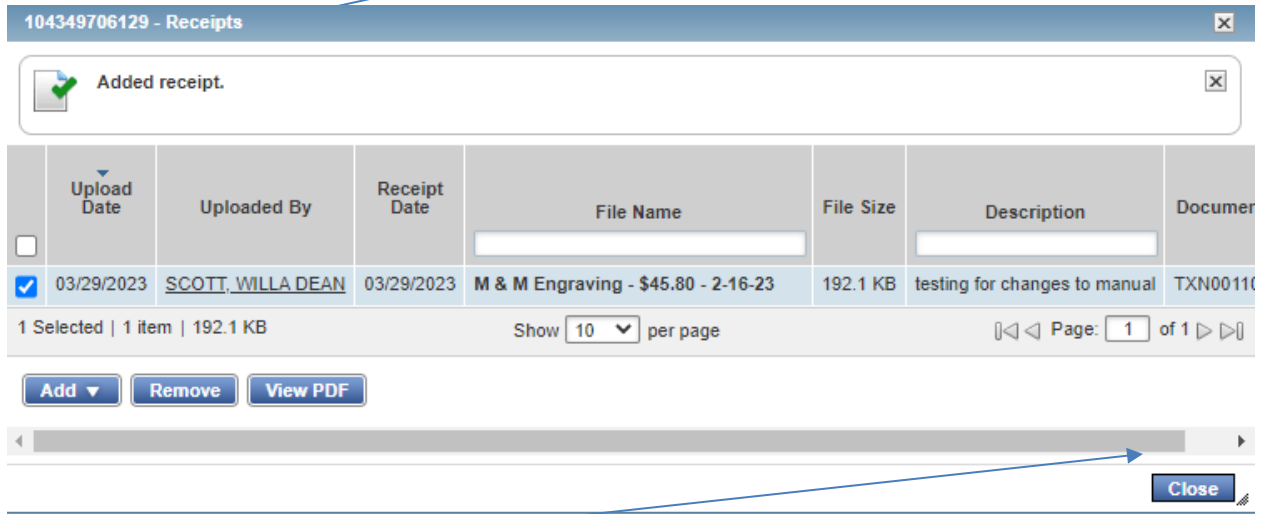 104349706129 - Receipts
Added receipt.
Upload Date
Uploaded By
Receipt Date
File Name
File Size
Description
Documen
03/29/2023 SCOTT, WILLA DEAN 03/29/2023 M & M Engraving - $45.80 - 2-16-23 192.1 KB testing for changes to manual TXN00110
1 Selected | 1 item | 192.1 KB Show 10 per page Page: 1 of 1
Add Remove View PDF
Close